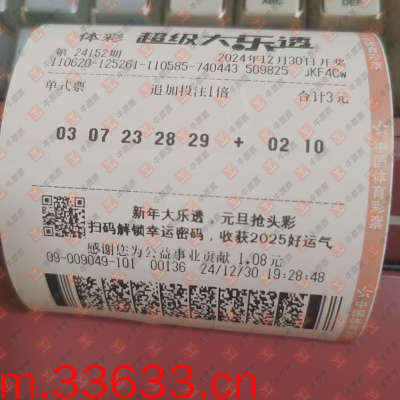 体彩 超级大乐透
第 24152期 2024年12月30日开奖
110620-125261-110585-740443 509825 JKF4Cw
单式票 追加投注1倍 合计3元
03 07 23 28 29 + 02 10
新年大乐透，元旦抢头彩
扫码解锁幸运密码，收获2025好运气
感谢您为公益事业贡献 1.08元
09-009049-101 00136 24/12/30 19:28:48
中国体育彩票
m.33633.cn